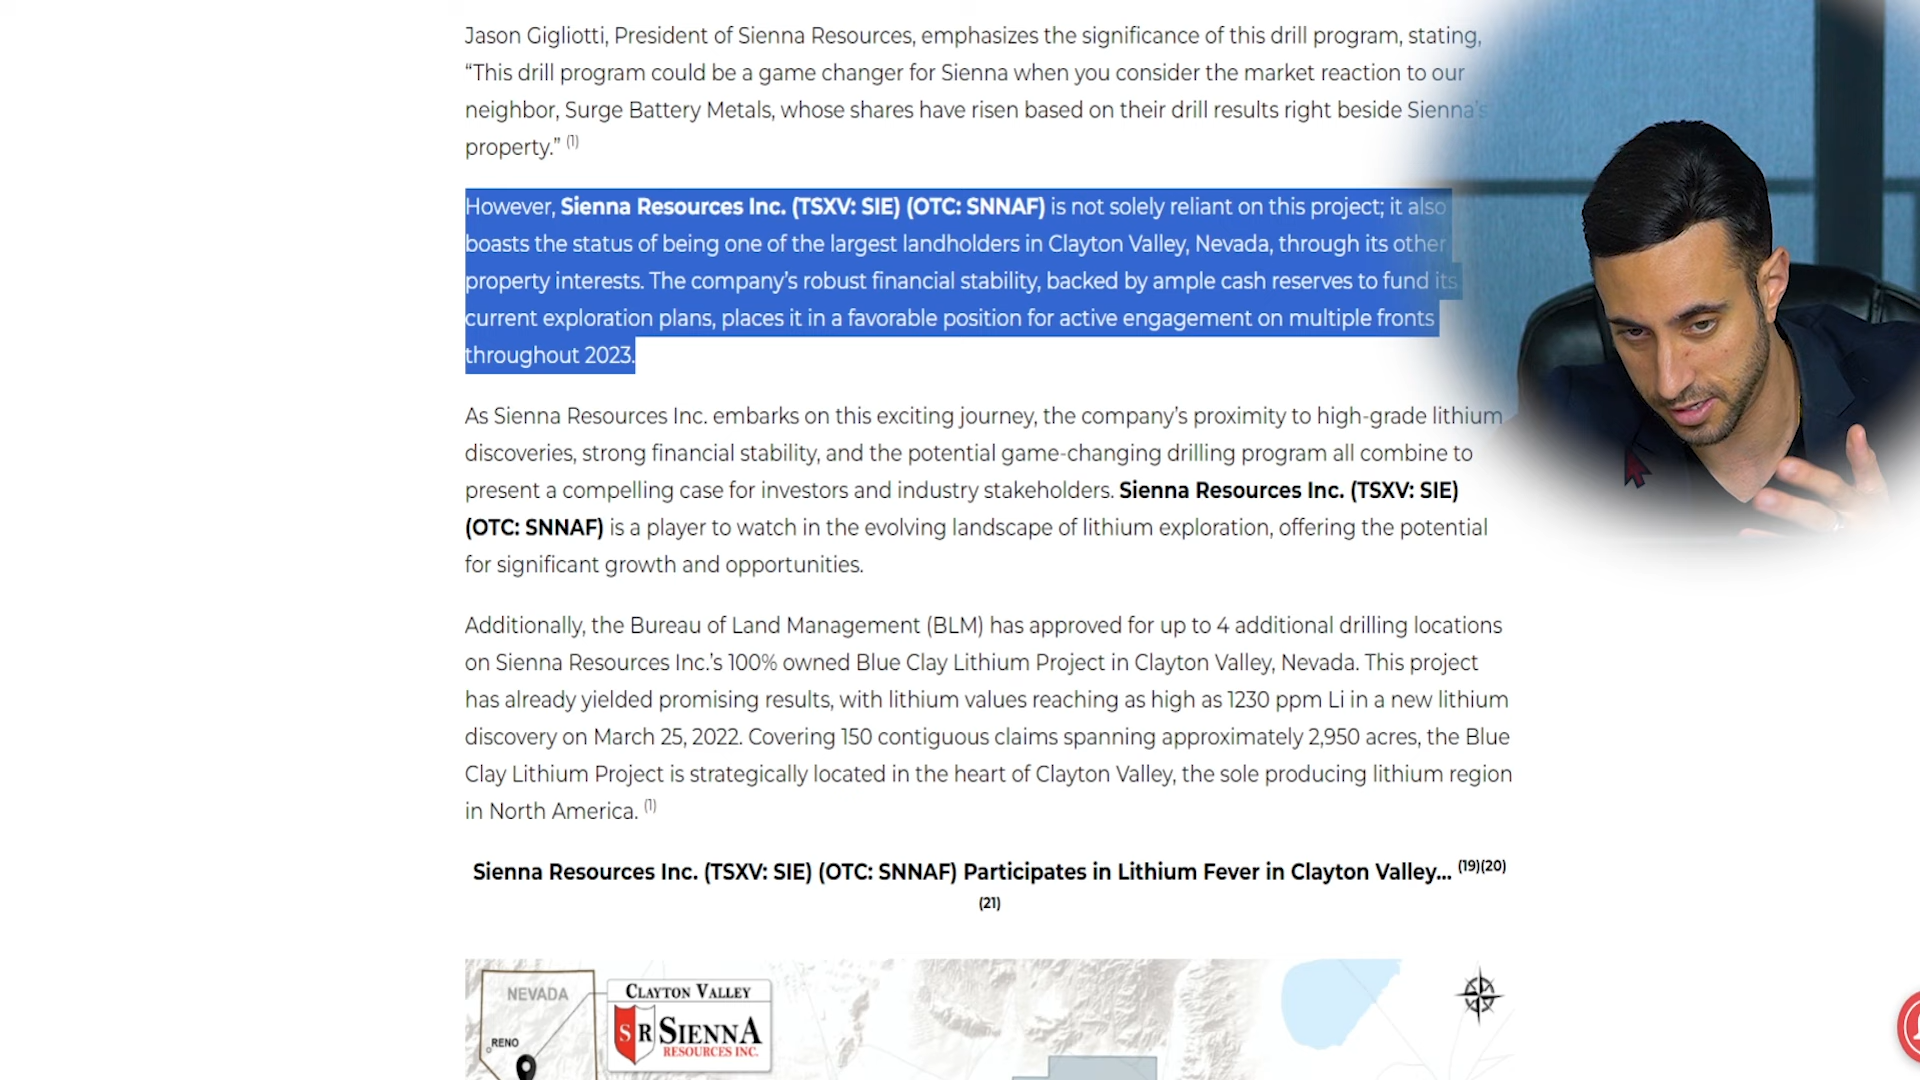 Jason Gigliotti, President of Sienna Resources, emphasizes the significance of this drill program, stating,
“This drill program could be a game changer for Sienna when you consider the market reaction to our
neighbor, Surge Battery Metals, whose shares have risen based on their drill results right beside Sienna’s
property.” (1)
However, Sienna Resources Inc. (TSXV: SIE) (OTC: SNNAF) is not solely reliant on this project; it also
boasts the status of being one of the largest landholders in Clayton Valley, Nevada, through its other
property interests. The company’s robust financial stability, backed by ample cash reserves to fund its
current exploration plans, places it in a favorable position for active engagement on multiple fronts
throughout 2023.
As Sienna Resources Inc. embarks on this exciting journey, the company’s proximity to high-grade lithium
discoveries, strong financial stability, and the potential game-changing drilling program all combine to
present a compelling case for investors and industry stakeholders. Sienna Resources Inc. (TSXV: SIE)
(OTC: SNNAF) is a player to watch in the evolving landscape of lithium exploration, offering the potential
for significant growth and opportunities.
Additionally, the Bureau of Land Management (BLM) has approved for up to 4 additional drilling locations
on Sienna Resources Inc.’s 100% owned Blue Clay Lithium Project in Clayton Valley, Nevada. This project
has already yielded promising results, with lithium values reaching as high as 1230 ppm Li in a new lithium
discovery on March 25, 2022. Covering 150 contiguous claims spanning approximately 2,950 acres, the Blue
Clay Lithium Project is strategically located in the heart of Clayton Valley, the sole producing lithium region
in North America. (1)
Sienna Resources Inc. (TSXV: SIE) (OTC: SNNAF) Participates in Lithium Fever in Clayton Valley... (19)(20)
(21)
NEVADA
RENO
CLAYTON VALLEY
SR SIENNA
RESOURCES INC.